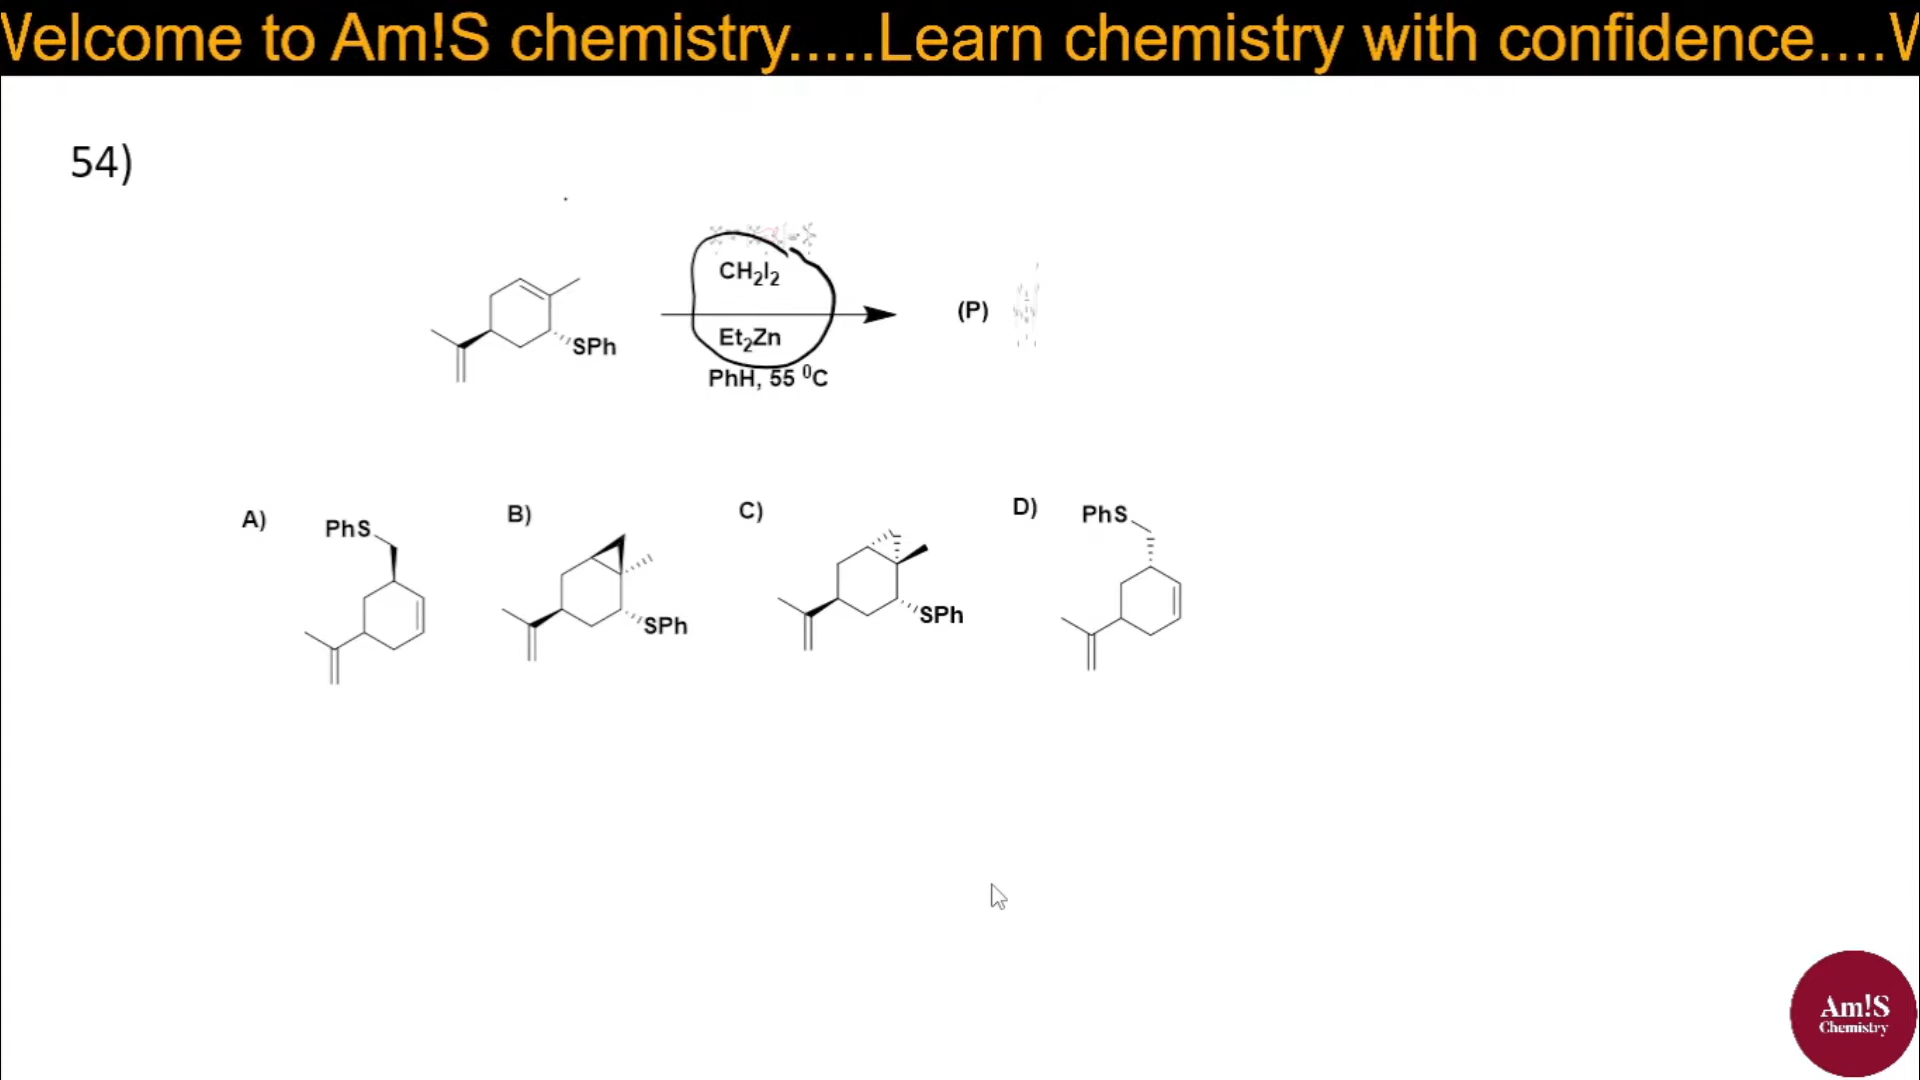 Welcome to Am!S chemistry.....Learn chemistry with confidence....W
54)
CH₂I₂
Et₂Zn
PhH, 55 ⁰C
SPh
(P)
A)
PhS
B)
SPh
C)
SPh
D)
PhS
Am!S
Chemistry